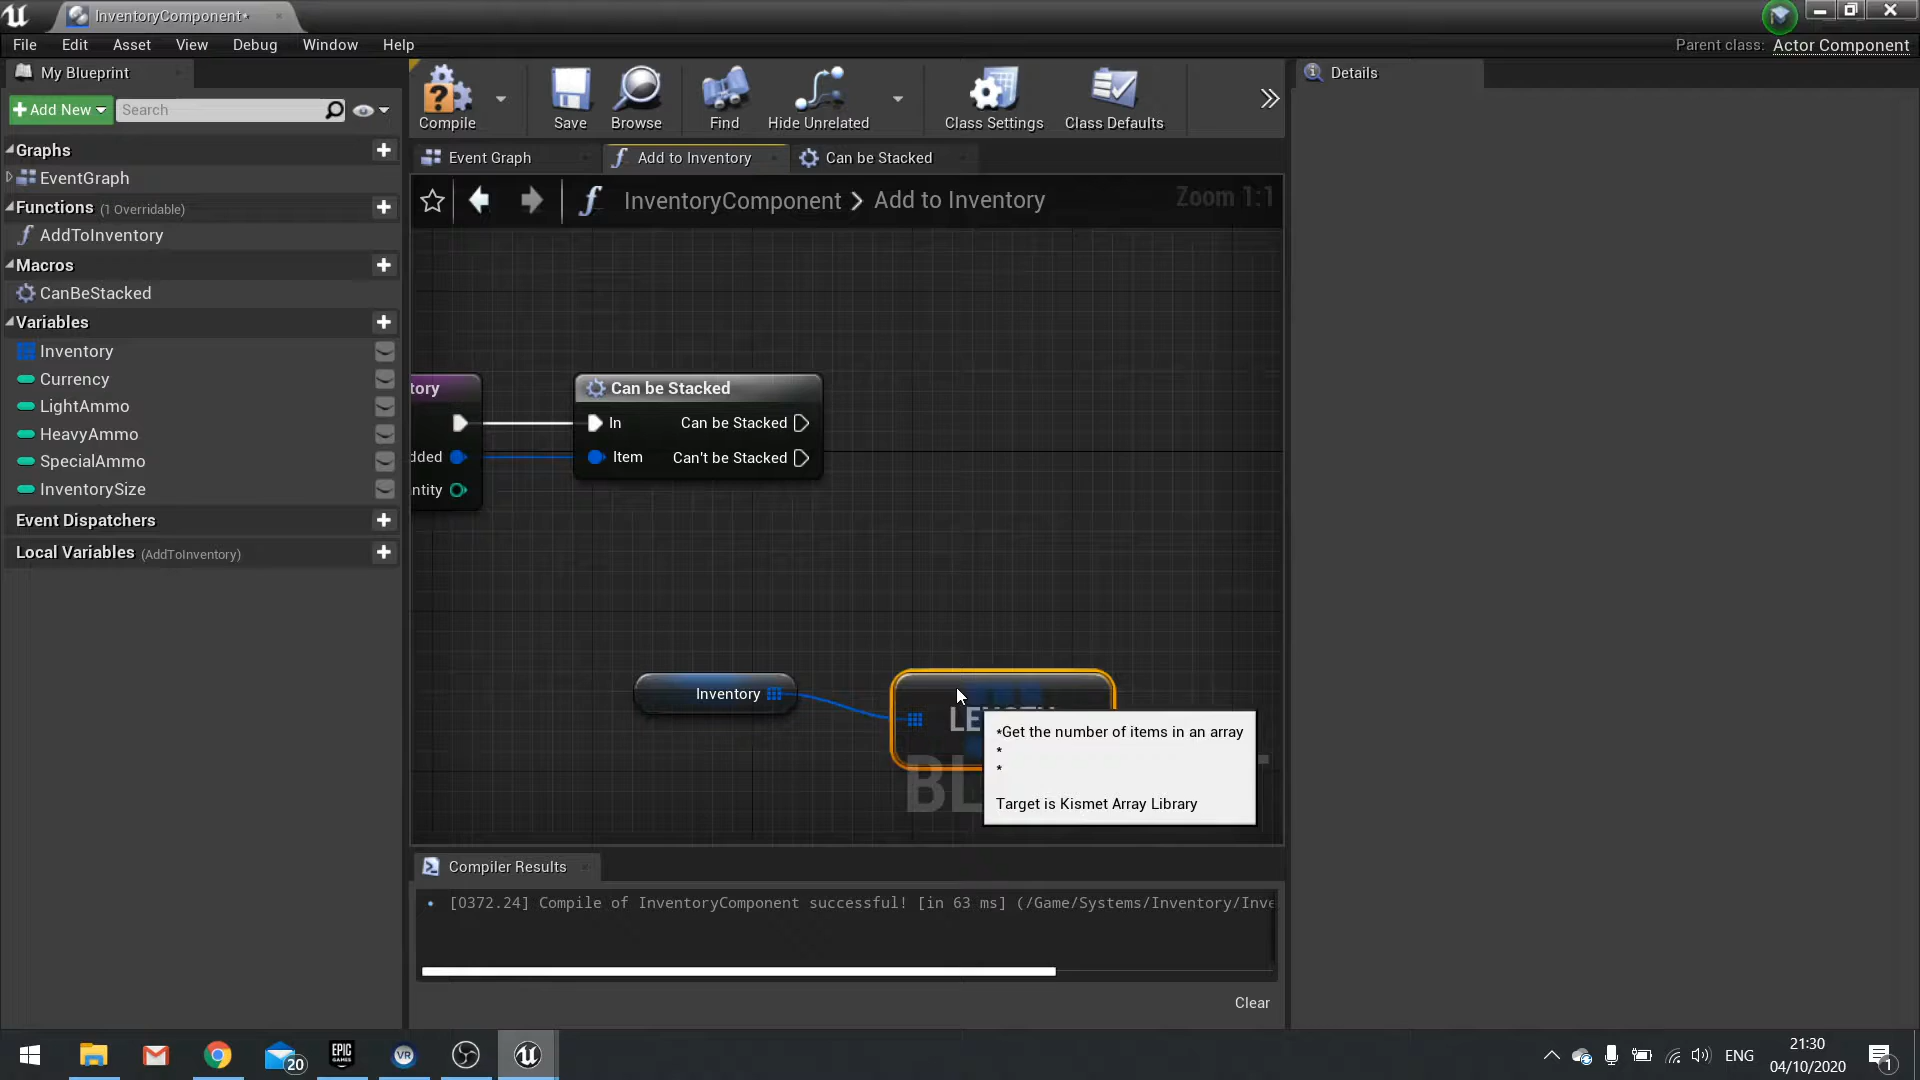 InventoryComponent*
File Edit Asset View Debug Window Help
Parent class: Actor Component
My Blueprint
Add New
Search
Compile
Save
Browse
Find
Hide Unrelated
Class Settings
Class Defaults
Details
Graphs
EventGraph
Functions (1 Overridable)
AddToInventory
Macros
CanBeStacked
Variables
Inventory
Currency
LightAmmo
HeavyAmmo
SpecialAmmo
InventorySize
Event Dispatchers
Local Variables (AddToInventory)
Event Graph
Add to Inventory
Can be Stacked
InventoryComponent > Add to Inventory
Zoom 1:1
tory
dded
ntity
Can be Stacked
In Can be Stacked
Item Can't be Stacked
Inventory
*Get the number of items in an array
*
*
Target is Kismet Array Library
Compiler Results
• [0372.24] Compile of InventoryComponent successful! [in 63 ms] (/Game/Systems/Inventory/Inve
Clear
20
EPIC GAMES
VR
ENG
21:30
04/10/2020
1